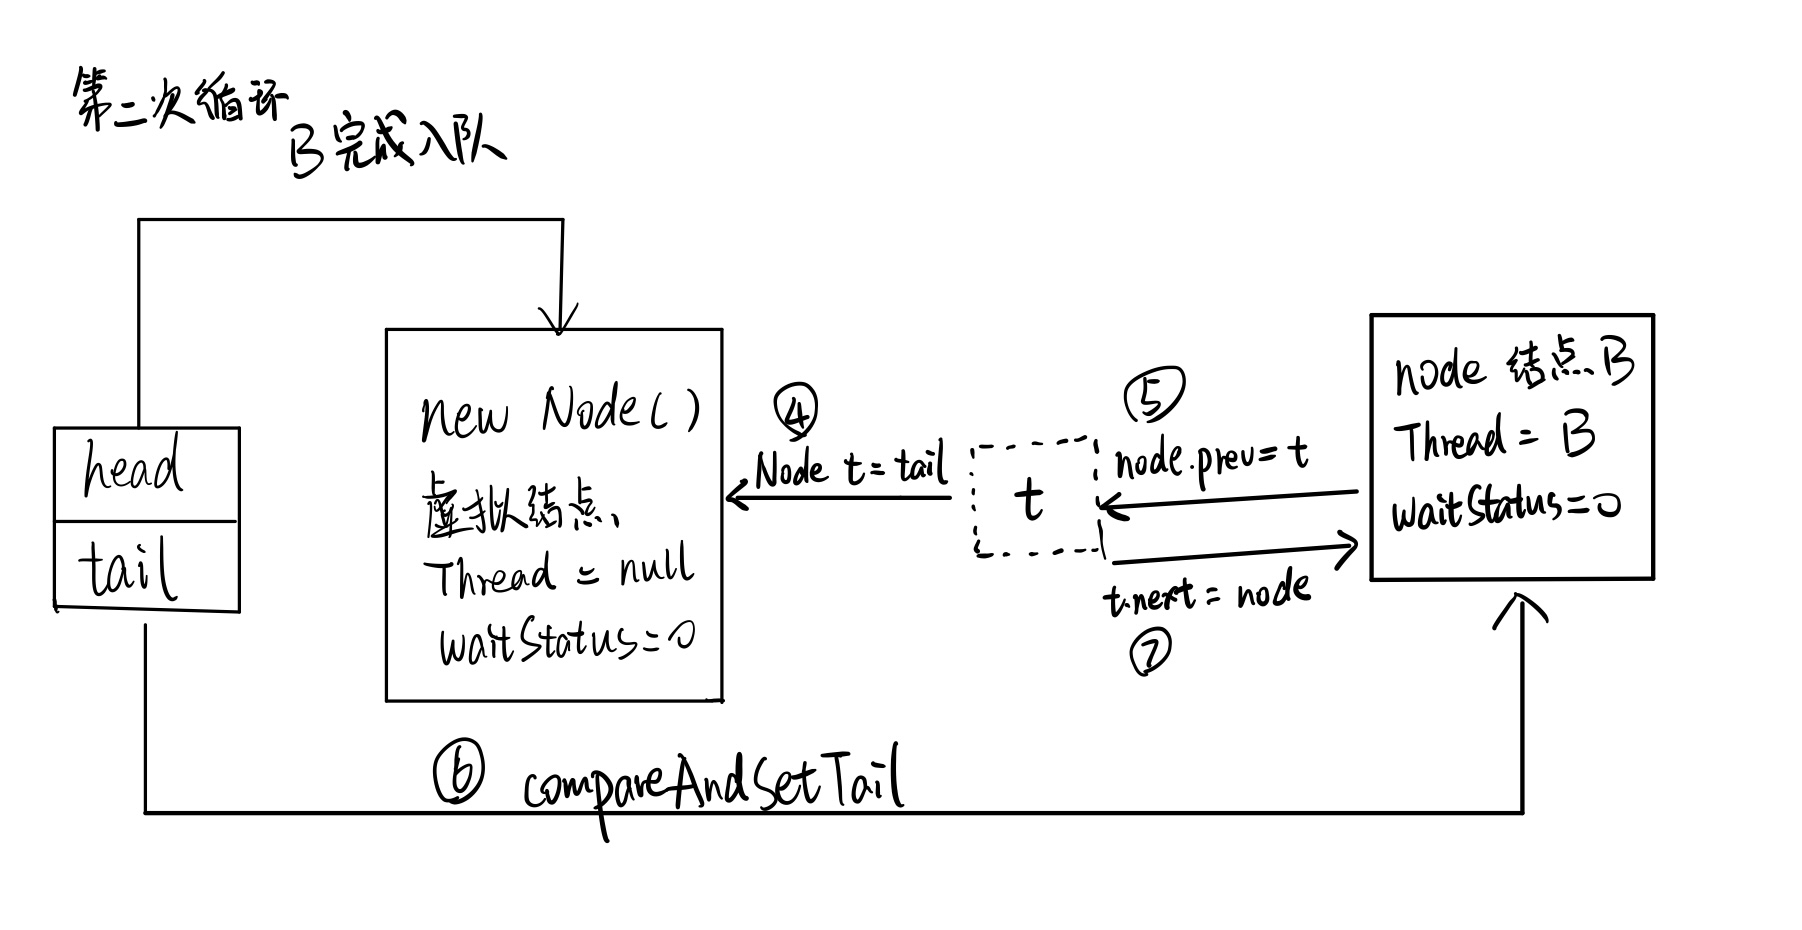 第二次循环
B完成入队
head
tail
new Node()
虚拟结点
Thread = null
waitStatus=0
④
Node t=tail
t
⑤
node.prev=t
t.next=node
⑦
node 结点B
Thread = B
waitStatus=0
⑥ compareAndSetTail